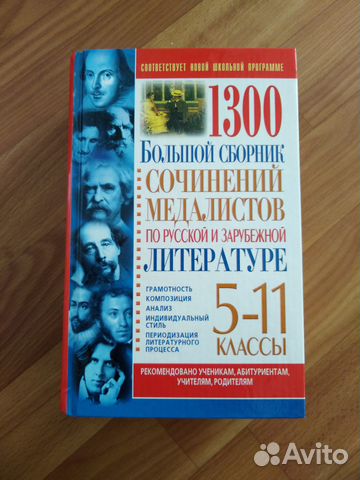 СООТВЕТСТВУЕТ НОВОЙ ШКОЛЬНОЙ ПРОГРАММЕ
1300
БОЛЬШОЙ СБОРНИК
СОЧИНЕНИЙ
МЕДАЛИСТОВ
ПО РУССКОЙ И ЗАРУБЕЖНОЙ
ЛИТЕРАТУРЕ
ГРАМОТНОСТЬ
КОМПОЗИЦИЯ
АНАЛИЗ
ИНДИВИДУАЛЬНЫЙ
СТИЛЬ
ПЕРИОДИЗАЦИЯ
ЛИТЕРАТУРНОГО
ПРОЦЕССА
5-11
КЛАССЫ
РЕКОМЕНДОВАНО УЧЕНИКАМ, АБИТУРИЕНТАМ,
УЧИТЕЛЯМ, РОДИТЕЛЯМ
Avito